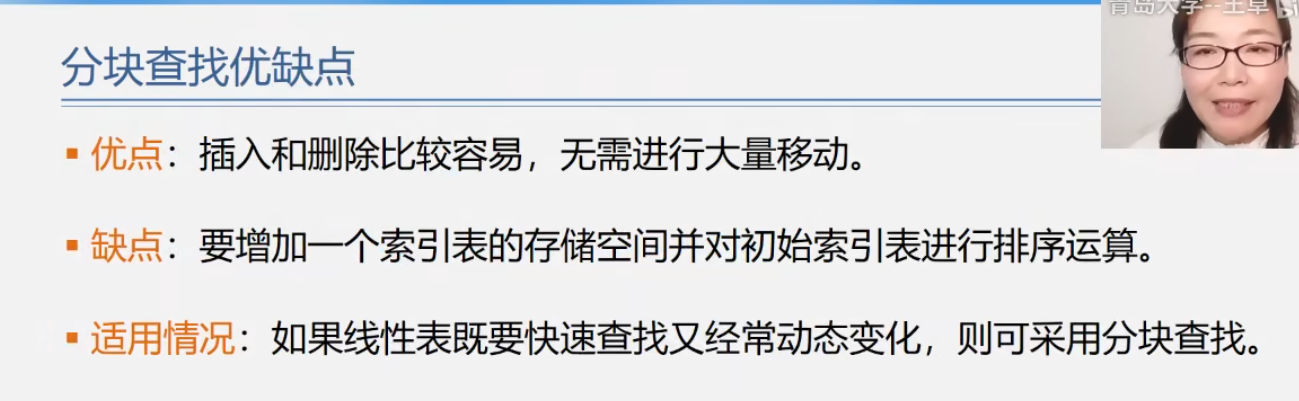 青岛大学--王卓
分块查找优缺点
▪ 优点：插入和删除比较容易，无需进行大量移动。
▪ 缺点：要增加一个索引表的存储空间并对初始索引表进行排序运算。
▪ 适用情况：如果线性表既要快速查找又经常动态变化，则可采用分块查找。